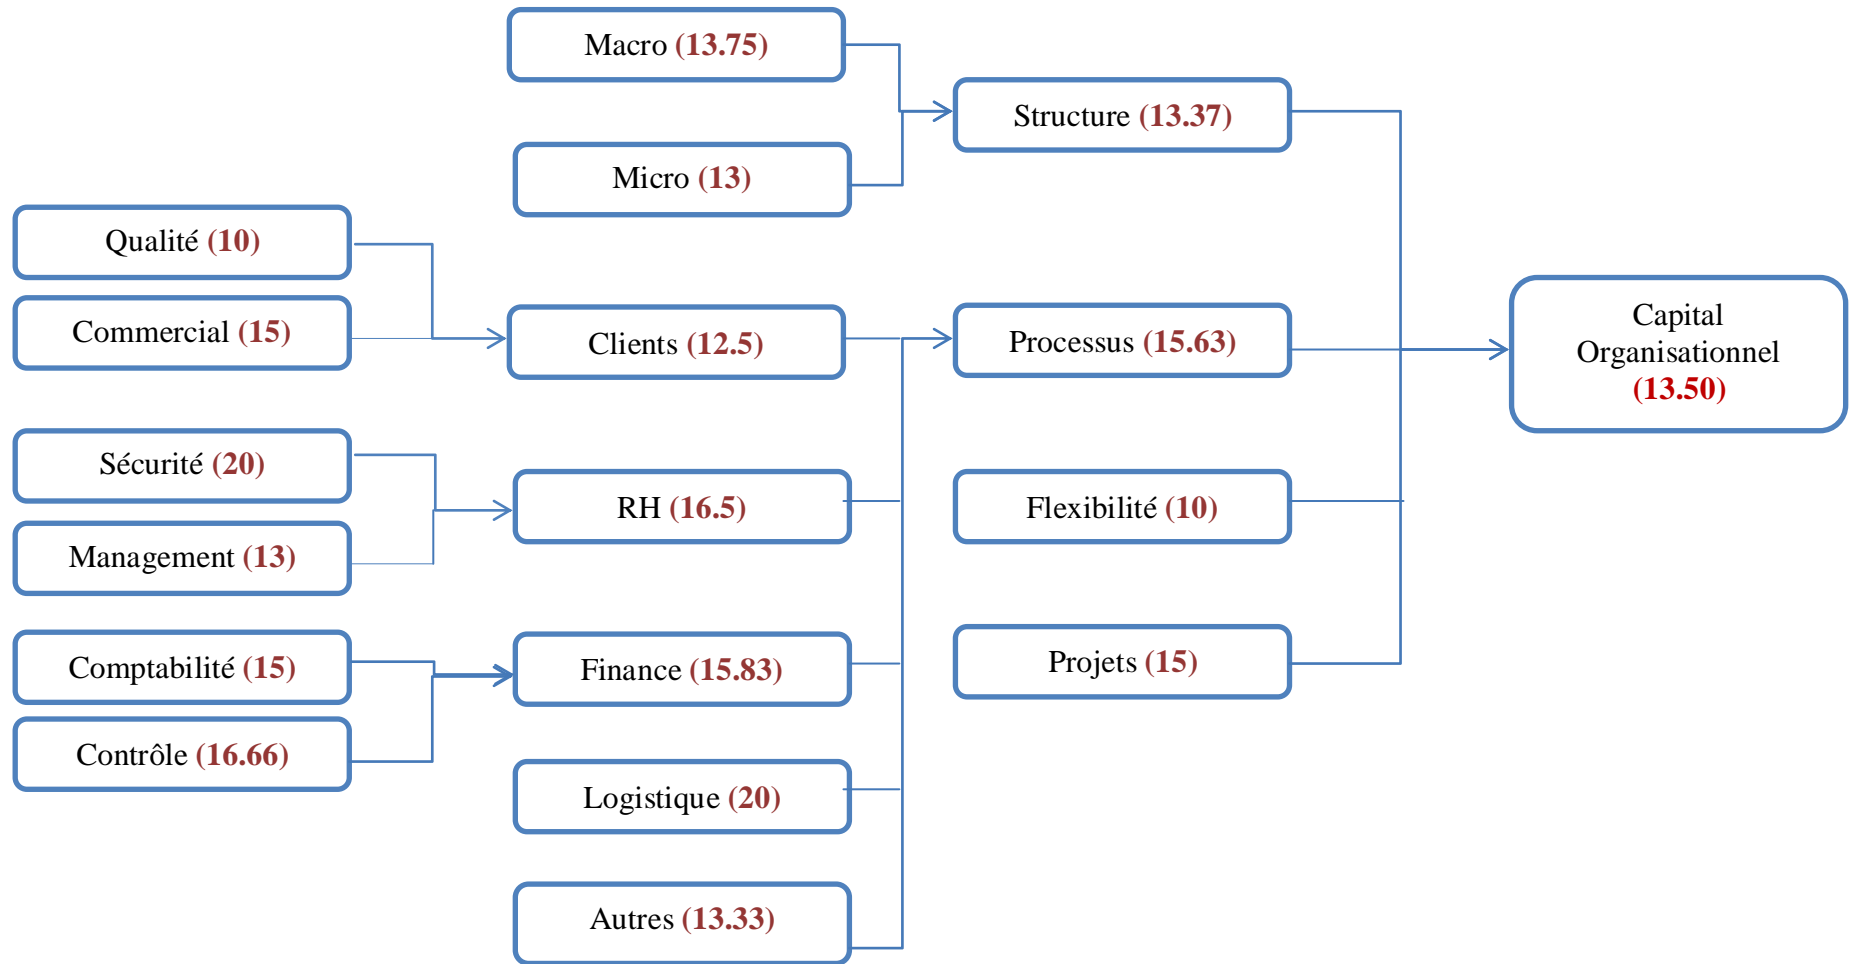 Macro (13.75)
Structure (13.37)
Micro (13)
Qualité (10)
Commercial (15)
Clients (12.5)
Processus (15.63)
Capital
Organisationnel
(13.50)
Sécurité (20)
Management (13)
RH (16.5)
Flexibilité (10)
Comptabilité (15)
Contrôle (16.66)
Finance (15.83)
Projets (15)
Logistique (20)
Autres (13.33)